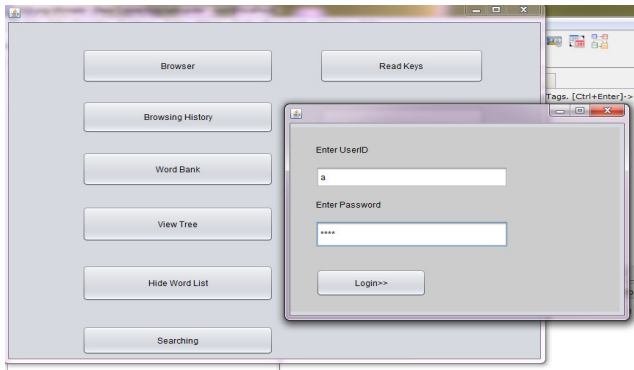 Browser
Read Keys
Tags. [Ctrl+Enter]->
Browsing History
Enter UserID
a
Word Bank
Enter Password
****
View Tree
Hide Word List
Login>>
Searching